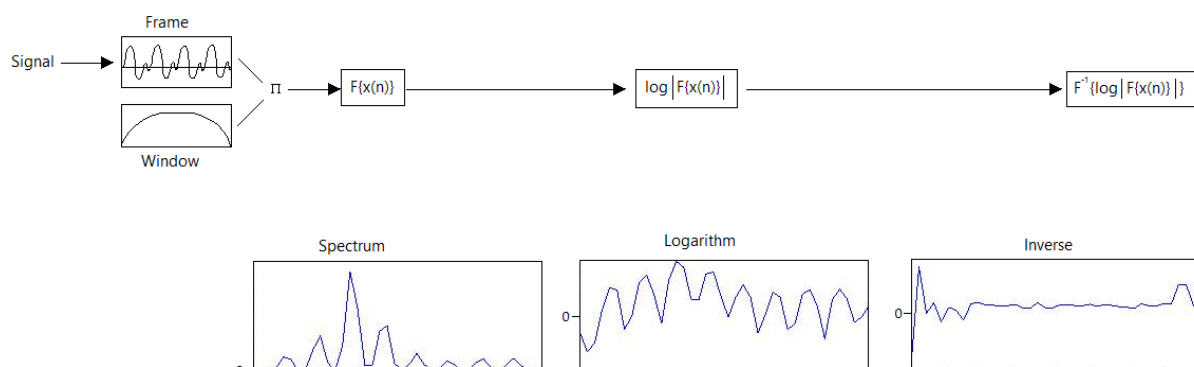 Frame
Signal
Π
F{x(n)}
log|F{x(n)}|
F⁻¹{log|F{x(n)}|}
Window
Spectrum
Logarithm
Inverse
0
0